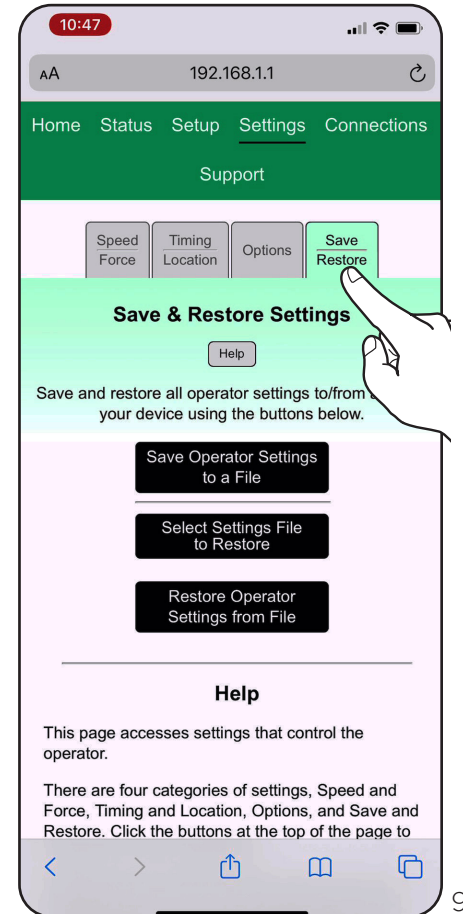 10:47
AA 192.168.1.1
Home Status Setup Settings Connections
Support
Speed Force
Timing Location
Options
Save Restore
Save & Restore Settings
Help
Save and restore all operator settings to/from
your device using the buttons below.
Save Operator Settings
to a File
Select Settings File
to Restore
Restore Operator
Settings from File
Help
This page accesses settings that control the
operator.
There are four categories of settings, Speed and
Force, Timing and Location, Options, and Save and
Restore. Click the buttons at the top of the page to
9